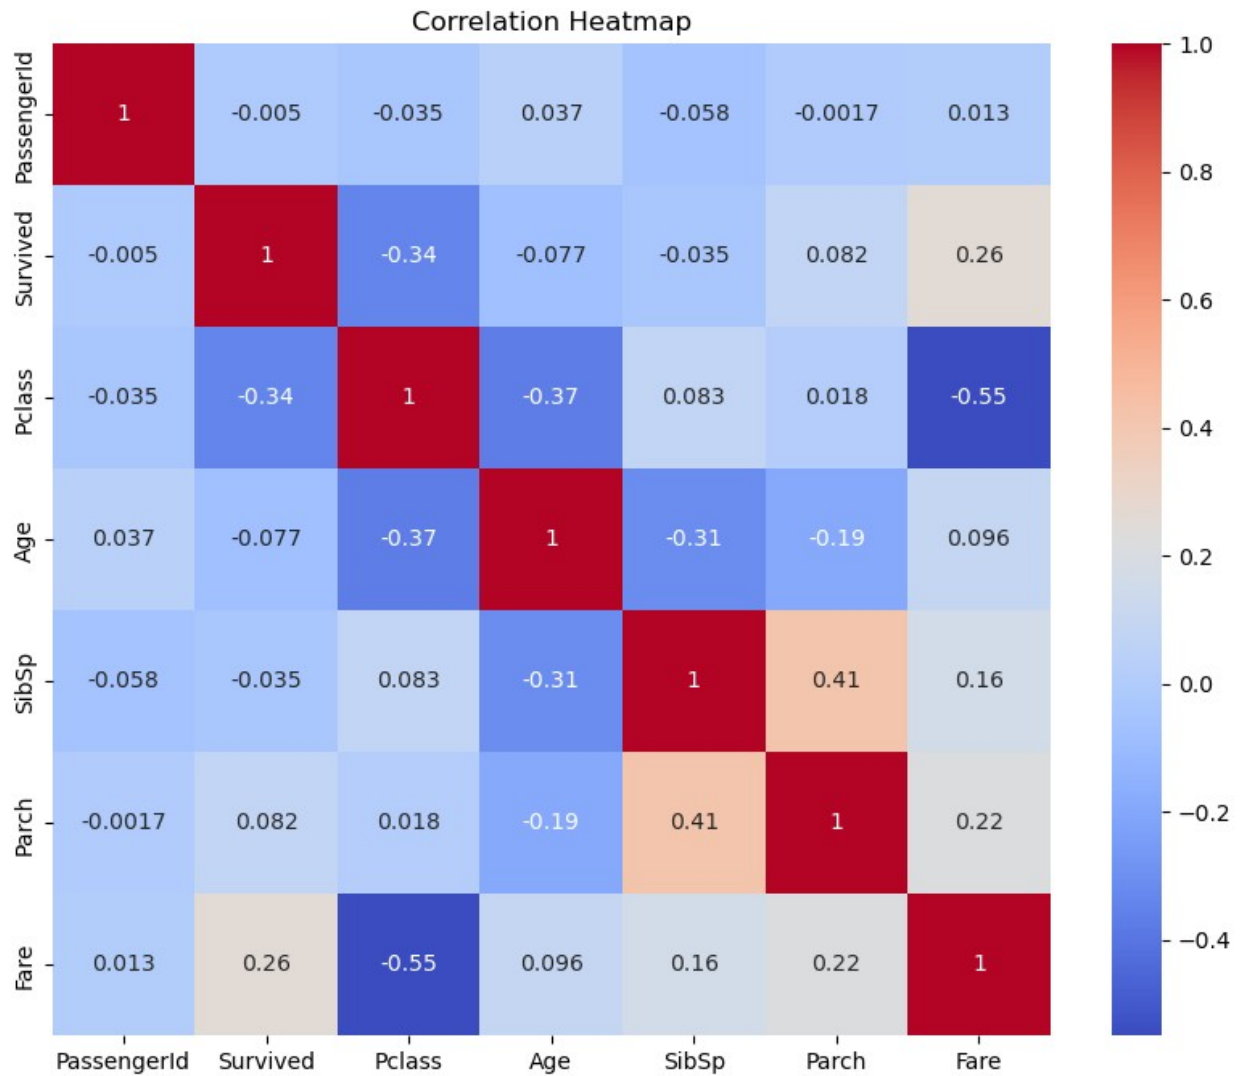 Correlation Heatmap
PassengerId 1 -0.005 -0.035 0.037 -0.058 -0.0017 0.013
Survived -0.005 1 -0.34 -0.077 -0.035 0.082 0.26
Pclass -0.035 -0.34 1 -0.37 0.083 0.018 -0.55
Age 0.037 -0.077 -0.37 1 -0.31 -0.19 0.096
SibSp -0.058 -0.035 0.083 -0.31 1 0.41 0.16
Parch -0.0017 0.082 0.018 -0.19 0.41 1 0.22
Fare 0.013 0.26 -0.55 0.096 0.16 0.22 1
PassengerId Survived Pclass Age SibSp Parch Fare
1.0
0.8
0.6
0.4
0.2
0.0
−0.2
−0.4